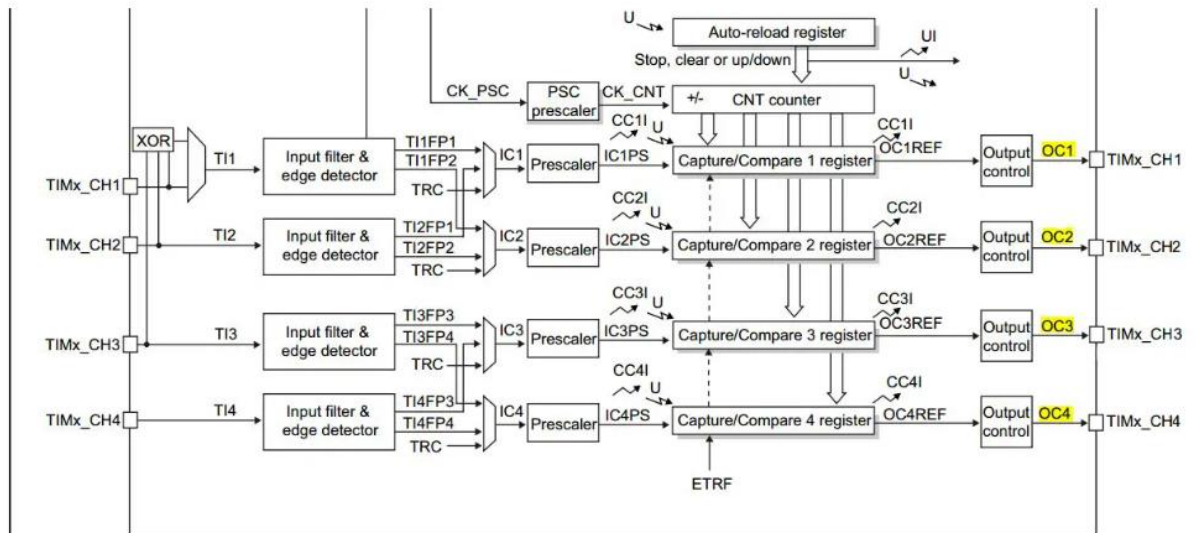 U
Auto-reload register
UI
Stop, clear or up/down
U
CK_PSC
PSC
prescaler
CK_CNT
+/-
CNT counter
XOR
TI1
Input filter &
edge detector
TI1FP1
TI1FP2
TRC
IC1
Prescaler
IC1PS
CC1I
U
Capture/Compare 1 register
CC1I
OC1REF
Output
control
OC1
TIMx_CH1
TIMx_CH1
TIMx_CH2
TI2
Input filter &
edge detector
TI2FP1
TI2FP2
TRC
IC2
Prescaler
IC2PS
CC2I
U
Capture/Compare 2 register
CC2I
OC2REF
Output
control
OC2
TIMx_CH2
TIMx_CH3
TI3
Input filter &
edge detector
TI3FP3
TI3FP4
TRC
IC3
Prescaler
IC3PS
CC3I
U
Capture/Compare 3 register
CC3I
OC3REF
Output
control
OC3
TIMx_CH3
TIMx_CH4
TI4
Input filter &
edge detector
TI4FP3
TI4FP4
TRC
IC4
Prescaler
IC4PS
CC4I
U
Capture/Compare 4 register
CC4I
OC4REF
Output
control
OC4
TIMx_CH4
ETRF